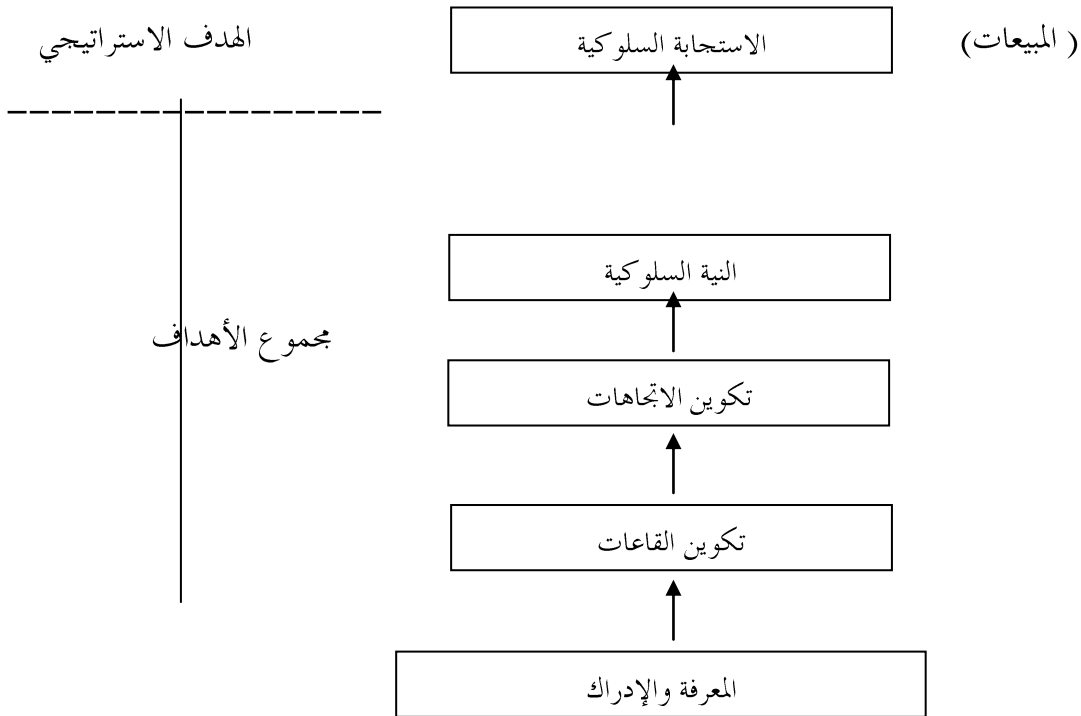 ( المبيعات)
الاستجابة السلوكية
الهدف الاستراتيجي
النية السلوكية
مجموع الأهداف
تكوين الاتجاهات
تكوين القاعات
المعرفة والإدراك